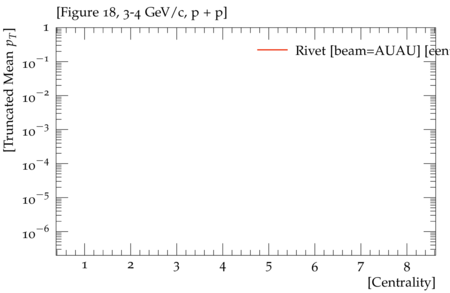 [Figure 18, 3-4 GeV/c, p + p]
[Truncated Mean p_T]
1
10^−1
10^−2
10^−3
10^−4
10^−5
10^−6
Rivet [beam=AUAU] [cen
1 2 3 4 5 6 7 8
[Centrality]